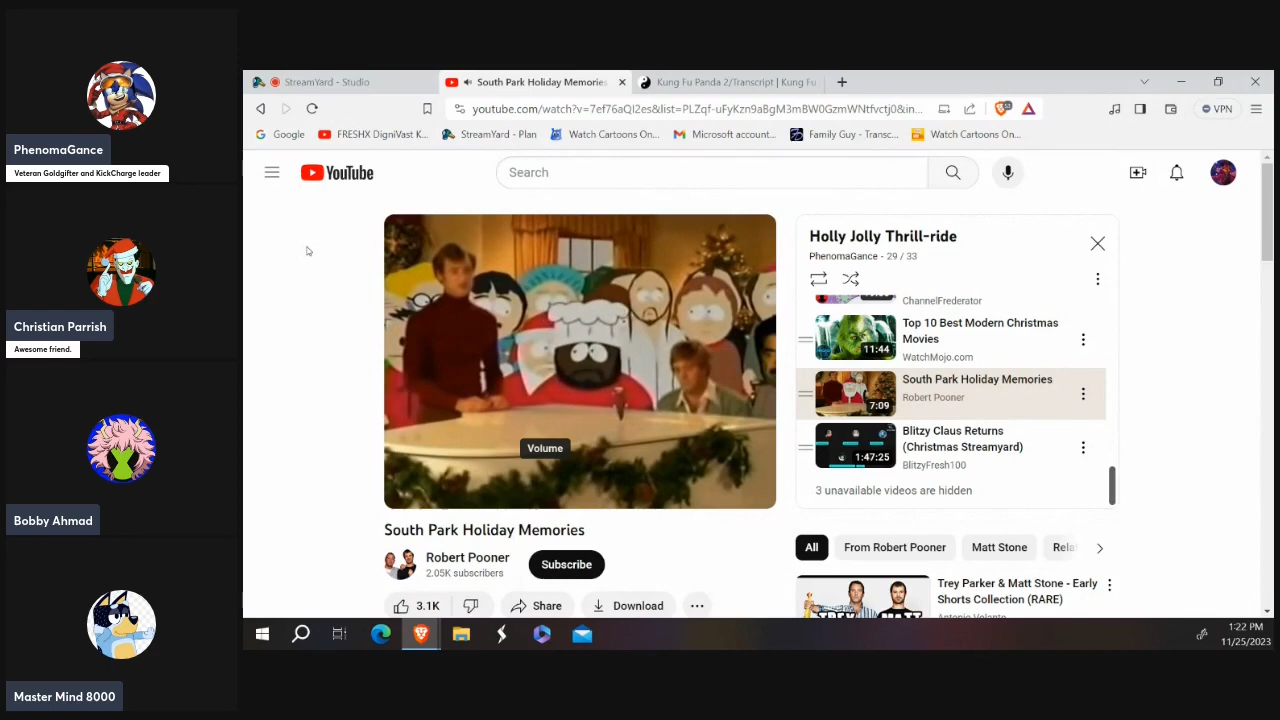 PhenomaGance
Veteran Goldgifter and KickCharge leader
Christian Parrish
Awesome friend.
Bobby Ahmad
Master Mind 8000
StreamYard - Studio
South Park Holiday Memories
Kung Fu Panda 2/Transcript | Kung Fu
youtube.com/watch?v=7ef76aQI2es&list=PLZqf-uFyKzn9aBgM3mBW0GzmWNtfvctj0&in...
VPN
Google
FRESHX DigniVast K...
StreamYard - Plan
Watch Cartoons On...
Microsoft account...
Family Guy - Transc...
Watch Cartoons On...
YouTube
Search
Volume
South Park Holiday Memories
Robert Pooner
2.05K subscribers
Subscribe
3.1K
Share
Download
Holly Jolly Thrill-ride
PhenomaGance - 29 / 33
ChannelFrederator
Top 10 Best Modern Christmas
Movies
WatchMojo.com
11:44
South Park Holiday Memories
Robert Pooner
7:09
Blitzy Claus Returns
(Christmas Streamyard)
BlitzyFresh100
1:47:25
3 unavailable videos are hidden
All
From Robert Pooner
Matt Stone
Rela
Trey Parker & Matt Stone - Early
Shorts Collection (RARE)
1:22 PM
11/25/2023